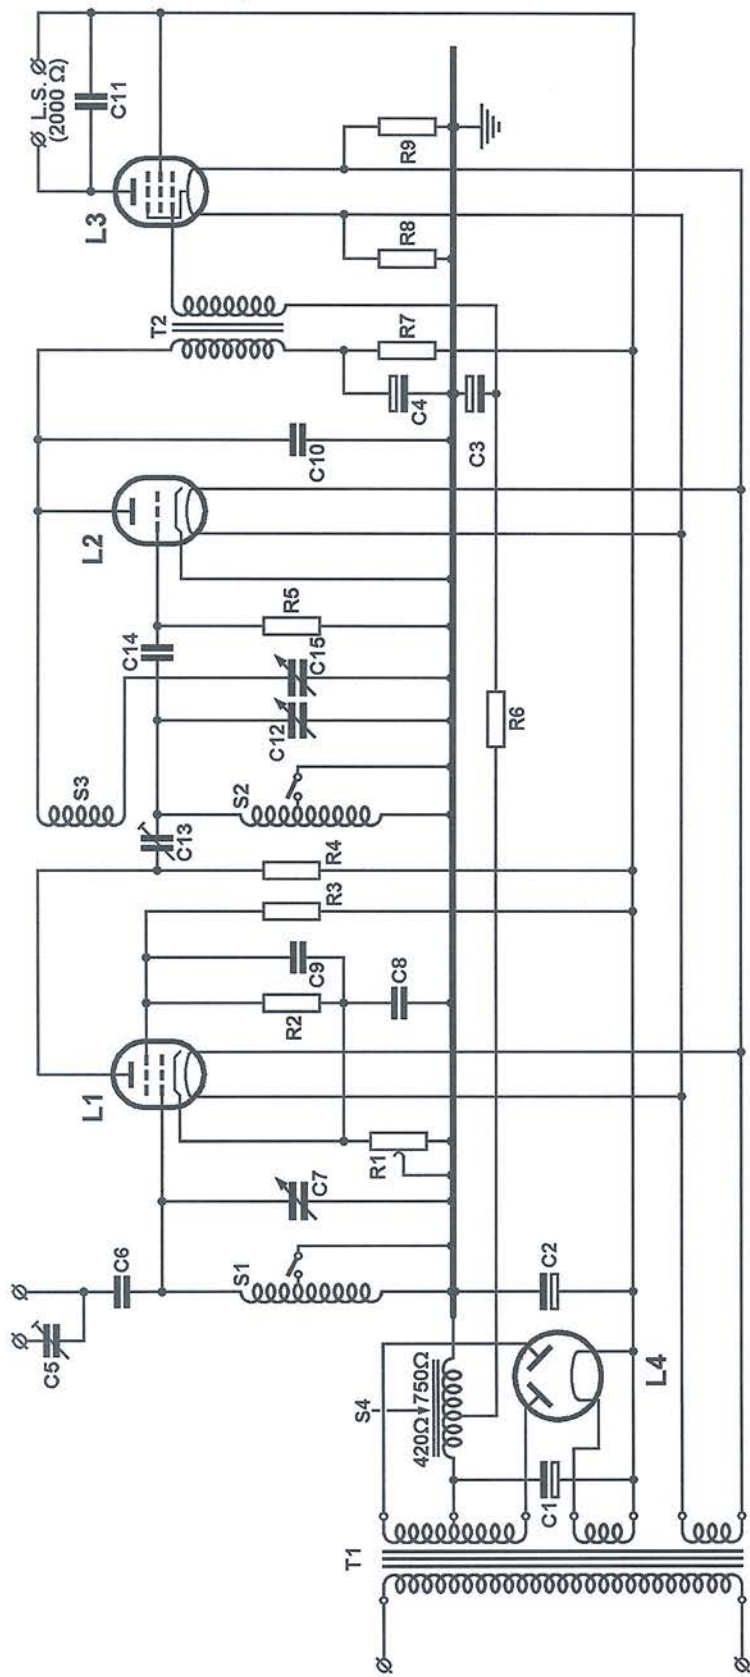 L.S.
(2000 Ω)
C11
L3
R9
R8
T2
R7
C4
C3
C10
L2
R5
C14
C15
C12
R6
S3
S2
C13
R4
R3
C9
R2
C8
L1
R1
C7
C6
S1
C5
C2
S4
420Ω
750Ω
L4
C1
T1